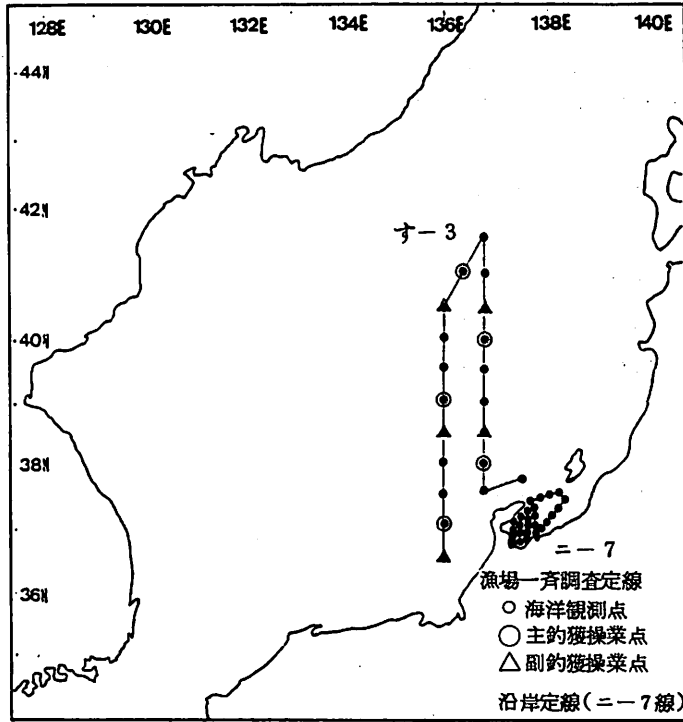 128E 130E 132E 134E 136E 138E 140E
44N
42N
す－3
40N
38N
ニ－7
漁場一斉調査定線
36N
海洋観測点
主釣獲操業点
副釣獲操業点
沿岸定線(ニ－7線)